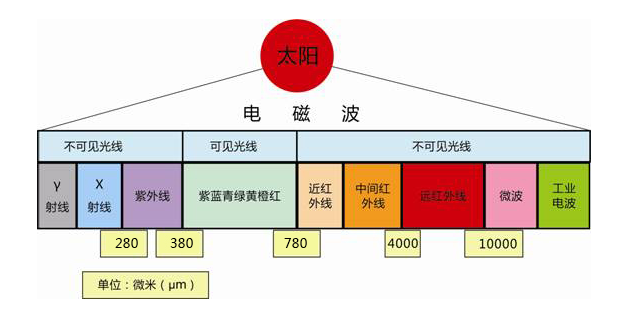 太阳
电 磁 波
不可见光线
可见光线
不可见光线
γ
射线
X
射线
紫外线
紫蓝青绿黄橙红
近红
外线
中间红
外线
远红外线
微波
工业
电波
280
380
780
4000
10000
单位：微米（μm）